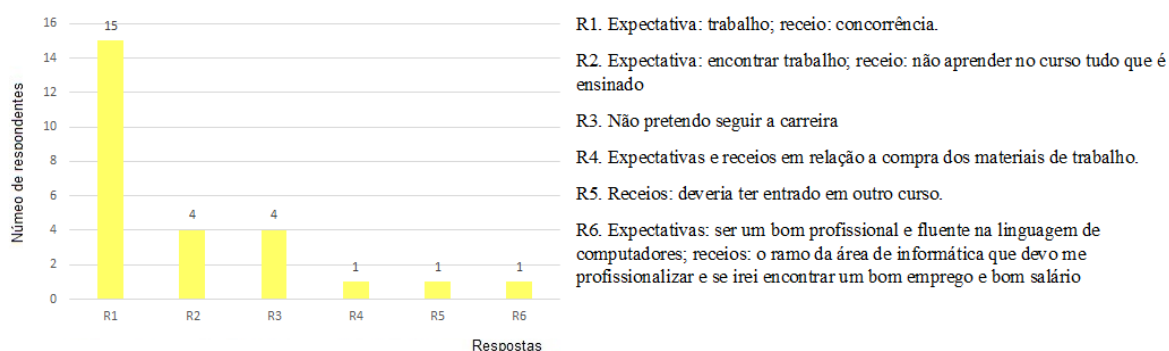 16
14
12
10
8
6
4
2
0
15
4
4
1
1
1
R1
R2
R3
R4
R5
R6
Númeo de respondentes
Respostas
R1. Expectativa: trabalho; receio: concorrência.
R2. Expectativa: encontrar trabalho; receio: não aprender no curso tudo que é
ensinado
R3. Não pretendo seguir a carreira
R4. Expectativas e receios em relação a compra dos materiais de trabalho.
R5. Receios: deveria ter entrado em outro curso.
R6. Expectativas: ser um bom profissional e fluente na linguagem de
computadores; receios: o ramo da área de informática que devo me
profissionalizar e se irei encontrar um bom emprego e bom salário